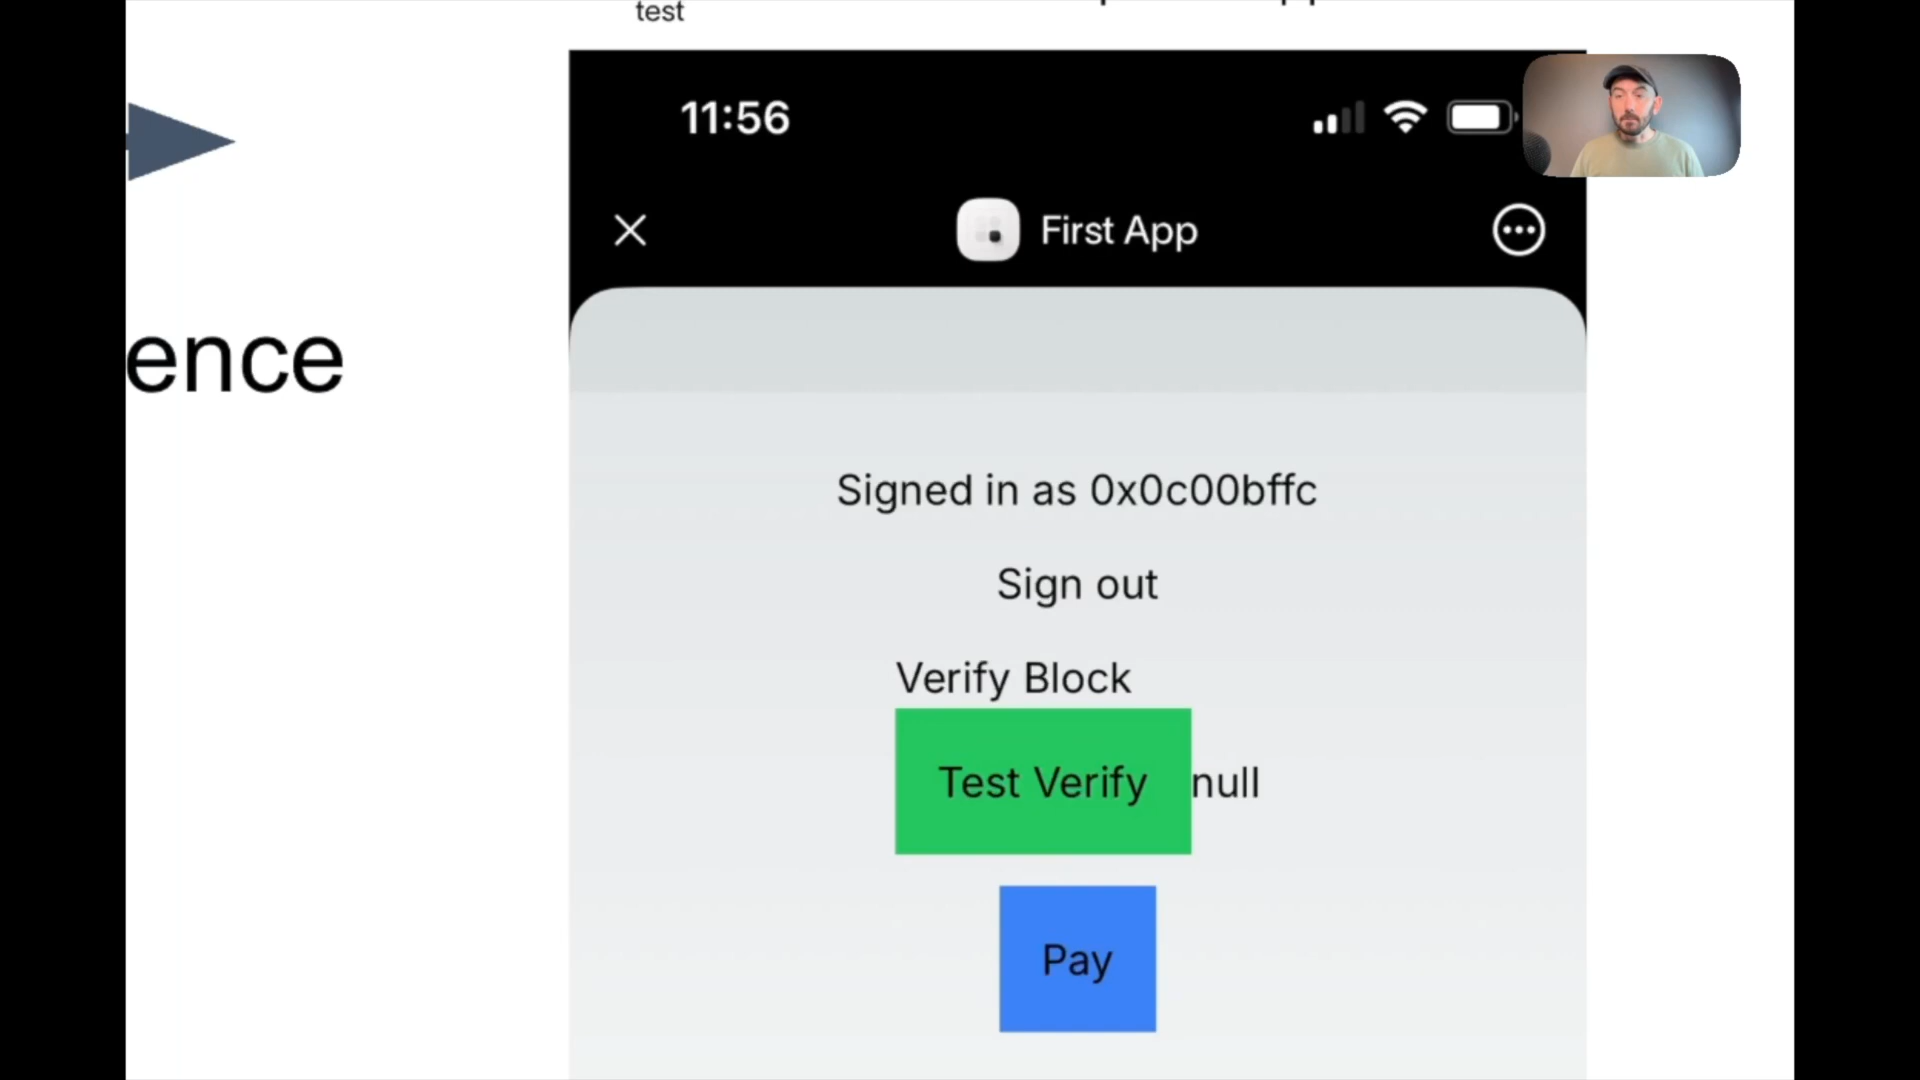 test
11:56
First App
ence
Signed in as 0x0c00bffc
Sign out
Verify Block
Test Verify null
Pay